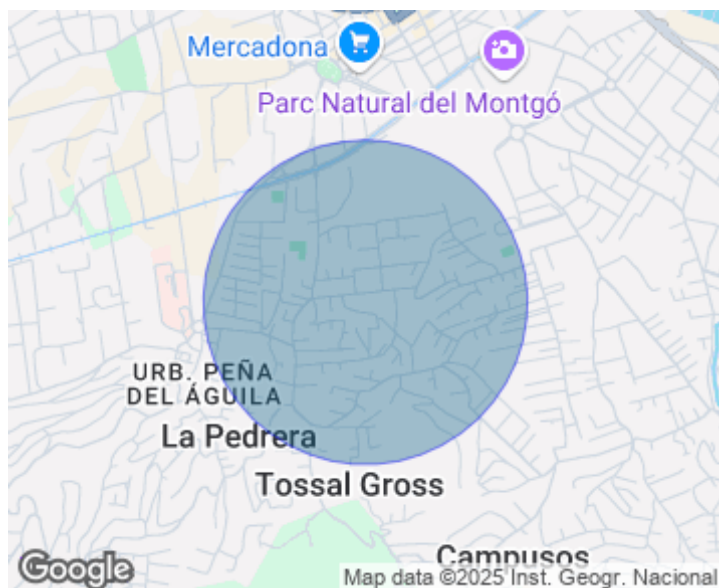 Mercadona
Parc Natural del Montgó
URB. PEÑA
DEL ÁGUILA
La Pedrera
Tossal Gross
Campusos
Google
Map data ©2025 Inst. Geogr. Nacional